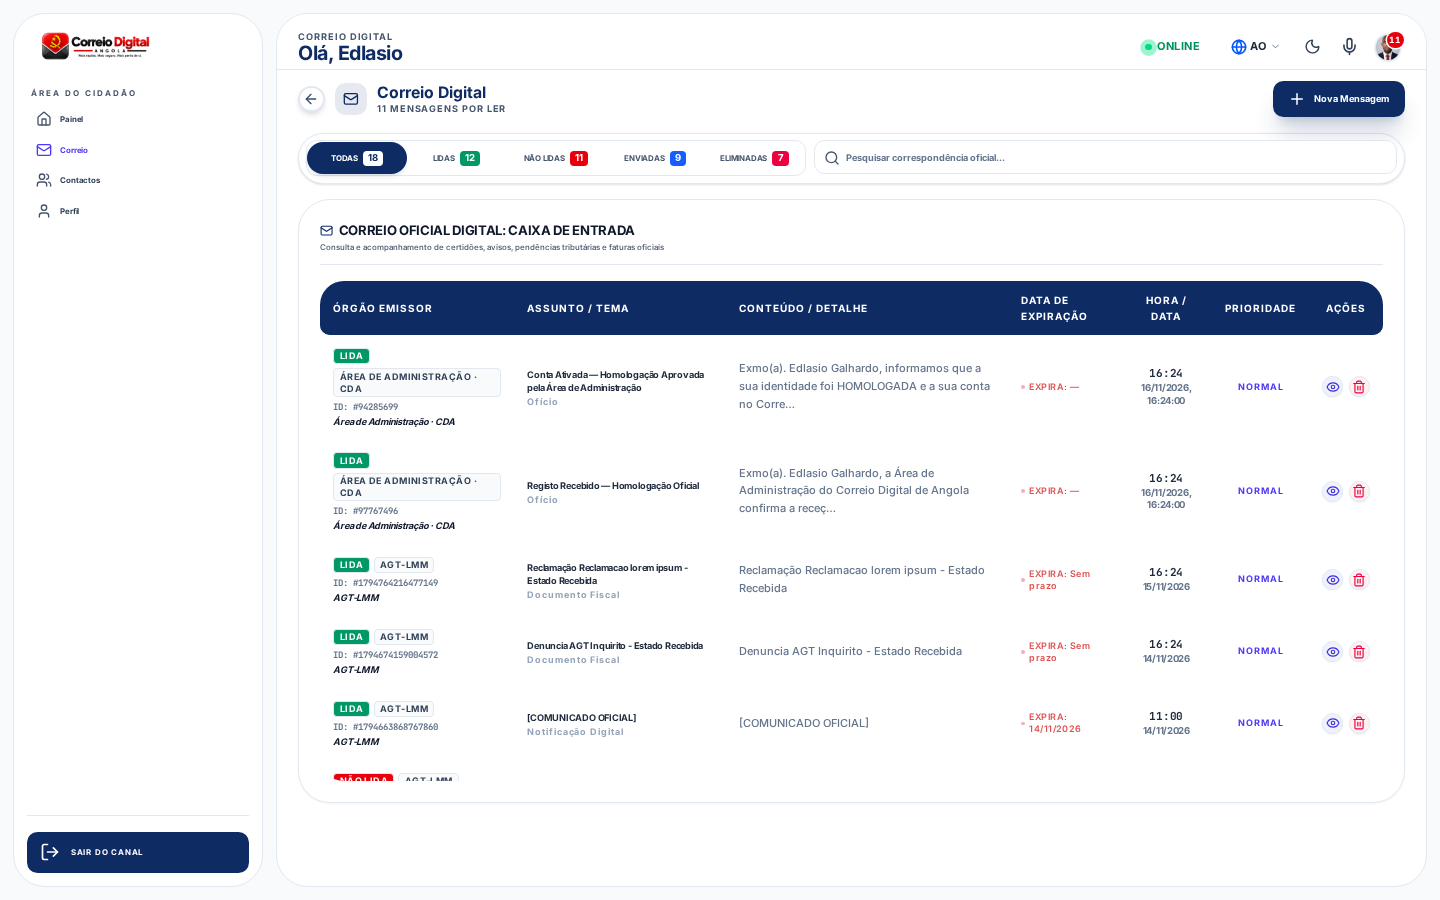 Correio Digital
ANGOLA
ÁREA DO CIDADÃO
Painel
Correio
Contactos
Perfil
SAIR DO CANAL
CORREIO DIGITAL
Olá, Edlasio
ONLINE
AO
11
Correio Digital
11 MENSAGENS POR LER
Nova Mensagem
TODAS 18
LIDAS 12
NÃO LIDAS 11
ENVIADAS 9
ELIMINADAS 7
Pesquisar correspondência oficial...
CORREIO OFICIAL DIGITAL: CAIXA DE ENTRADA
Consulta e acompanhamento de certidões, avisos, pendências tributárias e faturas oficiais
ÓRGÃO EMISSOR
ASSUNTO / TEMA
CONTEÚDO / DETALHE
DATA DE
EXPIRAÇÃO
HORA /
DATA
PRIORIDADE
AÇÕES
LIDA
ÁREA DE ADMINISTRAÇÃO ·
CDA
ID: #94285699
Área de Administração · CDA
Conta Ativada — Homologação Aprovada
pela Área de Administração
Ofício
Exmo(a). Edlasio Galhardo, informamos que a
sua identidade foi HOMOLOGADA e a sua conta
no Corre...
EXPIRA: —
16:24
16/11/2026,
16:24:00
NORMAL
LIDA
ÁREA DE ADMINISTRAÇÃO ·
CDA
ID: #97767496
Área de Administração · CDA
Registo Recebido — Homologação Oficial
Ofício
Exmo(a). Edlasio Galhardo, a Área de
Administração do Correio Digital de Angola
confirma a receç...
EXPIRA: —
16:24
16/11/2026,
16:24:00
NORMAL
LIDA AGT-LMM
ID: #1794764216477149
AGT-LMM
Reclamação Reclamacao lorem ipsum -
Estado Recebida
Documento Fiscal
Reclamação Reclamacao lorem ipsum - Estado
Recebida
EXPIRA: Sem
prazo
16:24
15/11/2026
NORMAL
LIDA AGT-LMM
ID: #1794674159004572
AGT-LMM
Denuncia AGT Inquirito - Estado Recebida
Documento Fiscal
Denuncia AGT Inquirito - Estado Recebida
EXPIRA: Sem
prazo
16:24
14/11/2026
NORMAL
LIDA AGT-LMM
ID: #1794663868767860
AGT-LMM
[COMUNICADO OFICIAL]
Notificação Digital
[COMUNICADO OFICIAL]
EXPIRA:
14/11/2026
11:00
14/11/2026
NORMAL
NÃO LIDA AGT-LMM